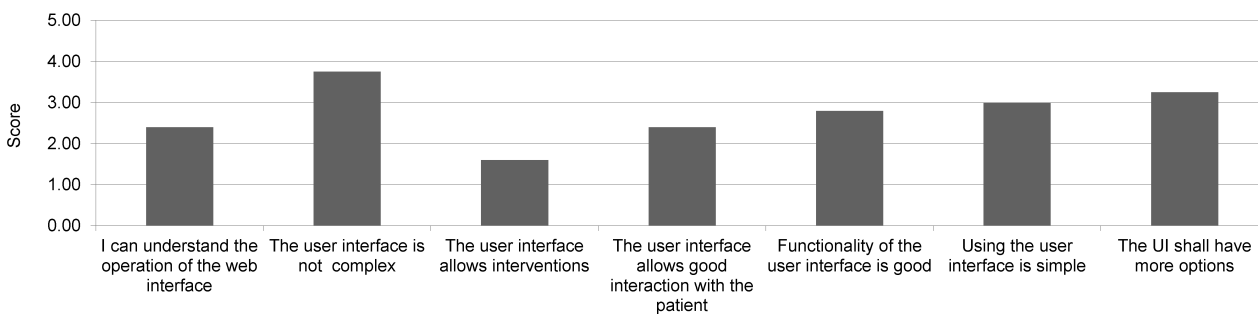 5.00
4.00
3.00
2.00
1.00
0.00
Score
I can understand the
operation of the web
interface
The user interface is
not complex
The user interface
allows interventions
The user interface
allows good
interaction with the
patient
Functionality of the
user interface is good
Using the user
interface is simple
The UI shall have
more options